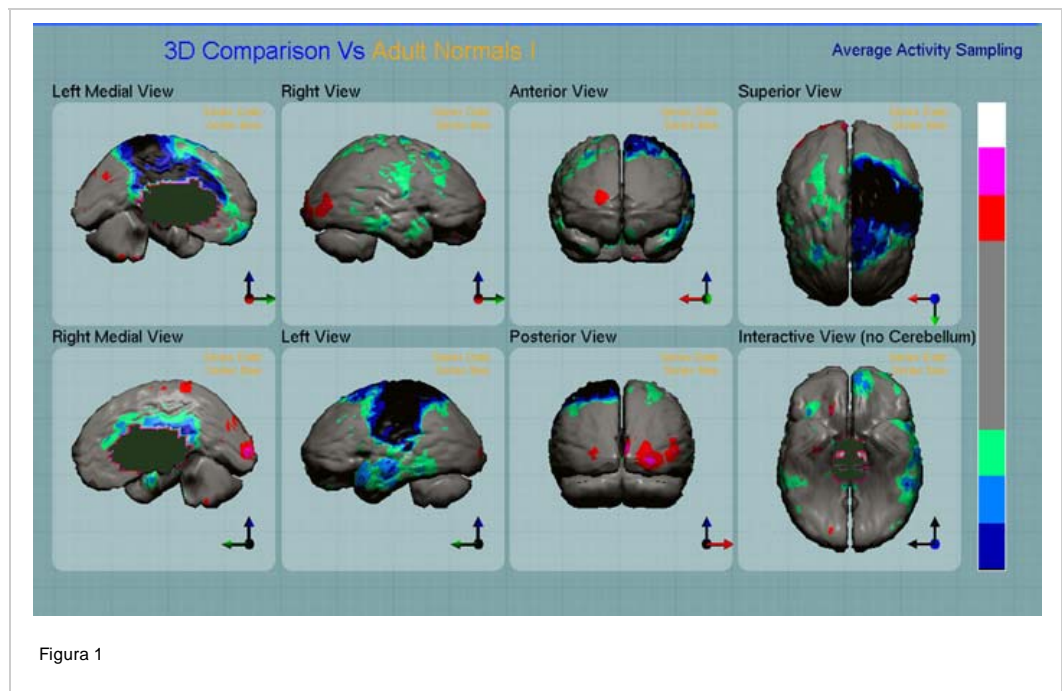 3D Comparison Vs Adult Normals I
Average Activity Sampling
Left Medial View
Right View
Anterior View
Superior View
Right Medial View
Left View
Posterior View
Interactive View (no Cerebellum)
Figura 1